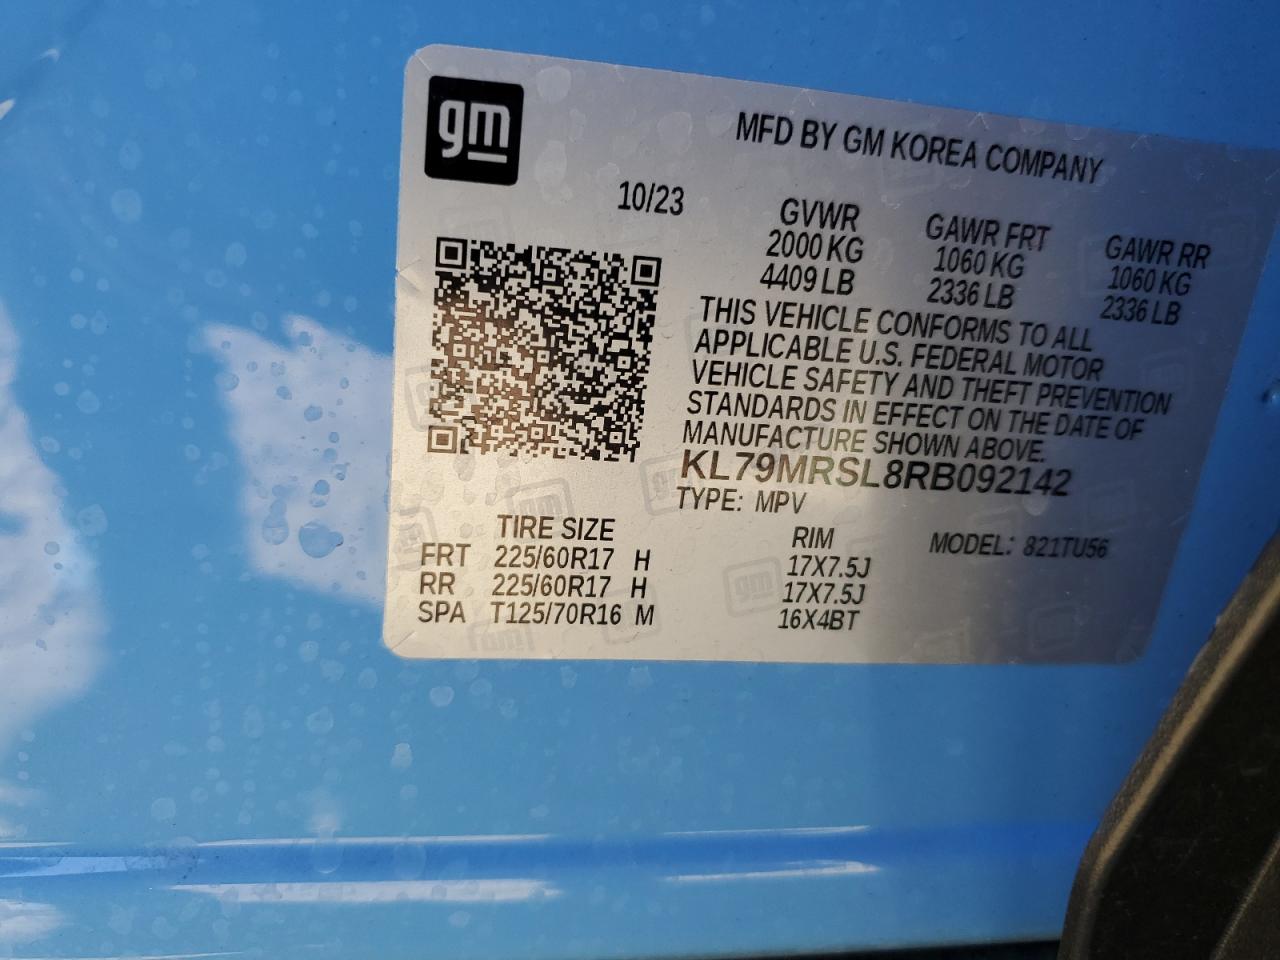 gm
MFD BY GM KOREA COMPANY
10/23
GVWR GAWR FRT GAWR RR
2000 KG 1060 KG 1060 KG
4409 LB 2336 LB 2336 LB
THIS VEHICLE CONFORMS TO ALL
APPLICABLE U.S. FEDERAL MOTOR
VEHICLE SAFETY AND THEFT PREVENTION
STANDARDS IN EFFECT ON THE DATE OF
MANUFACTURE SHOWN ABOVE.
KL79MRSL8RB092142
TYPE: MPV
TIRE SIZE RIM MODEL: 821TU56
FRT 225/60R17 H 17X7.5J
RR 225/60R17 H 17X7.5J
SPA T125/70R16 M 16X4BT